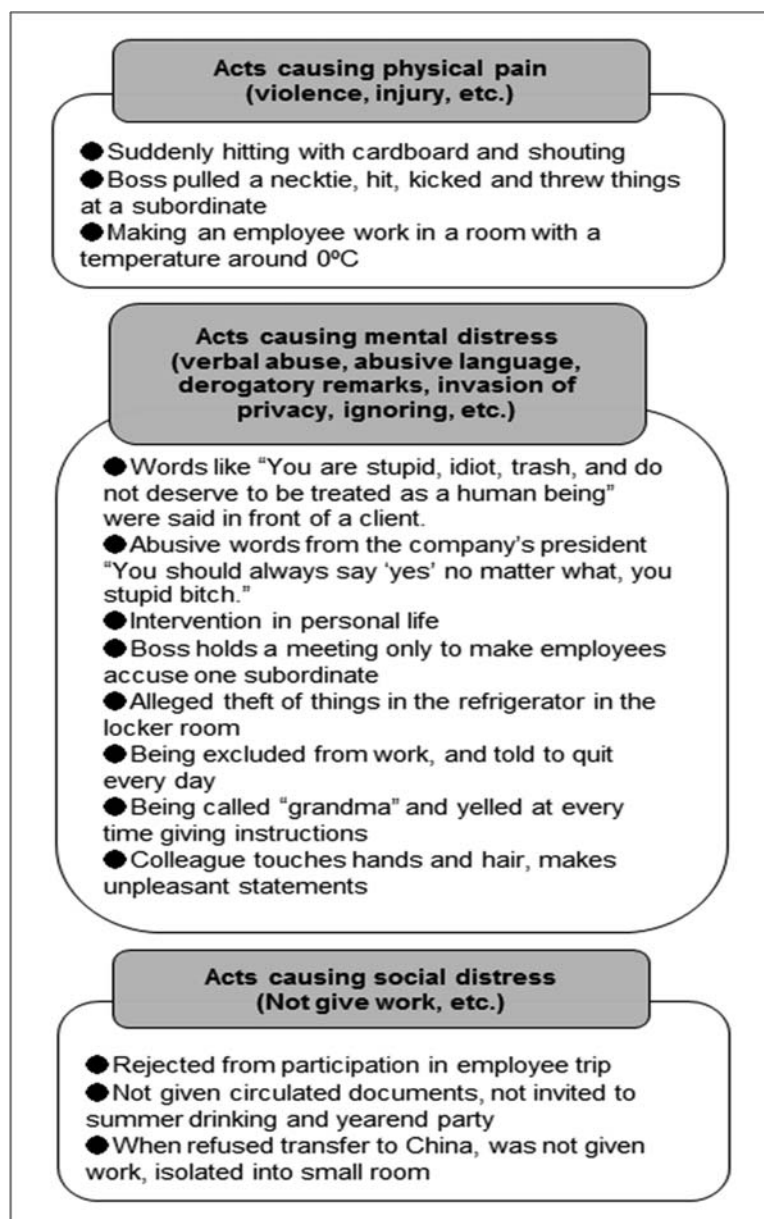 Acts causing physical pain
(violence, injury, etc.)
●Suddenly hitting with cardboard and shouting
●Boss pulled a necktie, hit, kicked and threw things
at a subordinate
●Making an employee work in a room with a
temperature around 0ºC
Acts causing mental distress
(verbal abuse, abusive language,
derogatory remarks, invasion of
privacy, ignoring, etc.)
●Words like “You are stupid, idiot, trash, and do
not deserve to be treated as a human being”
were said in front of a client.
●Abusive words from the company’s president
“You should always say ‘yes’ no matter what, you
stupid bitch.”
●Intervention in personal life
●Boss holds a meeting only to make employees
accuse one subordinate
●Alleged theft of things in the refrigerator in the
locker room
●Being excluded from work, and told to quit
every day
●Being called “grandma” and yelled at every
time giving instructions
●Colleague touches hands and hair, makes
unpleasant statements
Acts causing social distress
(Not give work, etc.)
●Rejected from participation in employee trip
●Not given circulated documents, not invited to
summer drinking and yearend party
●When refused transfer to China, was not given
work, isolated into small room